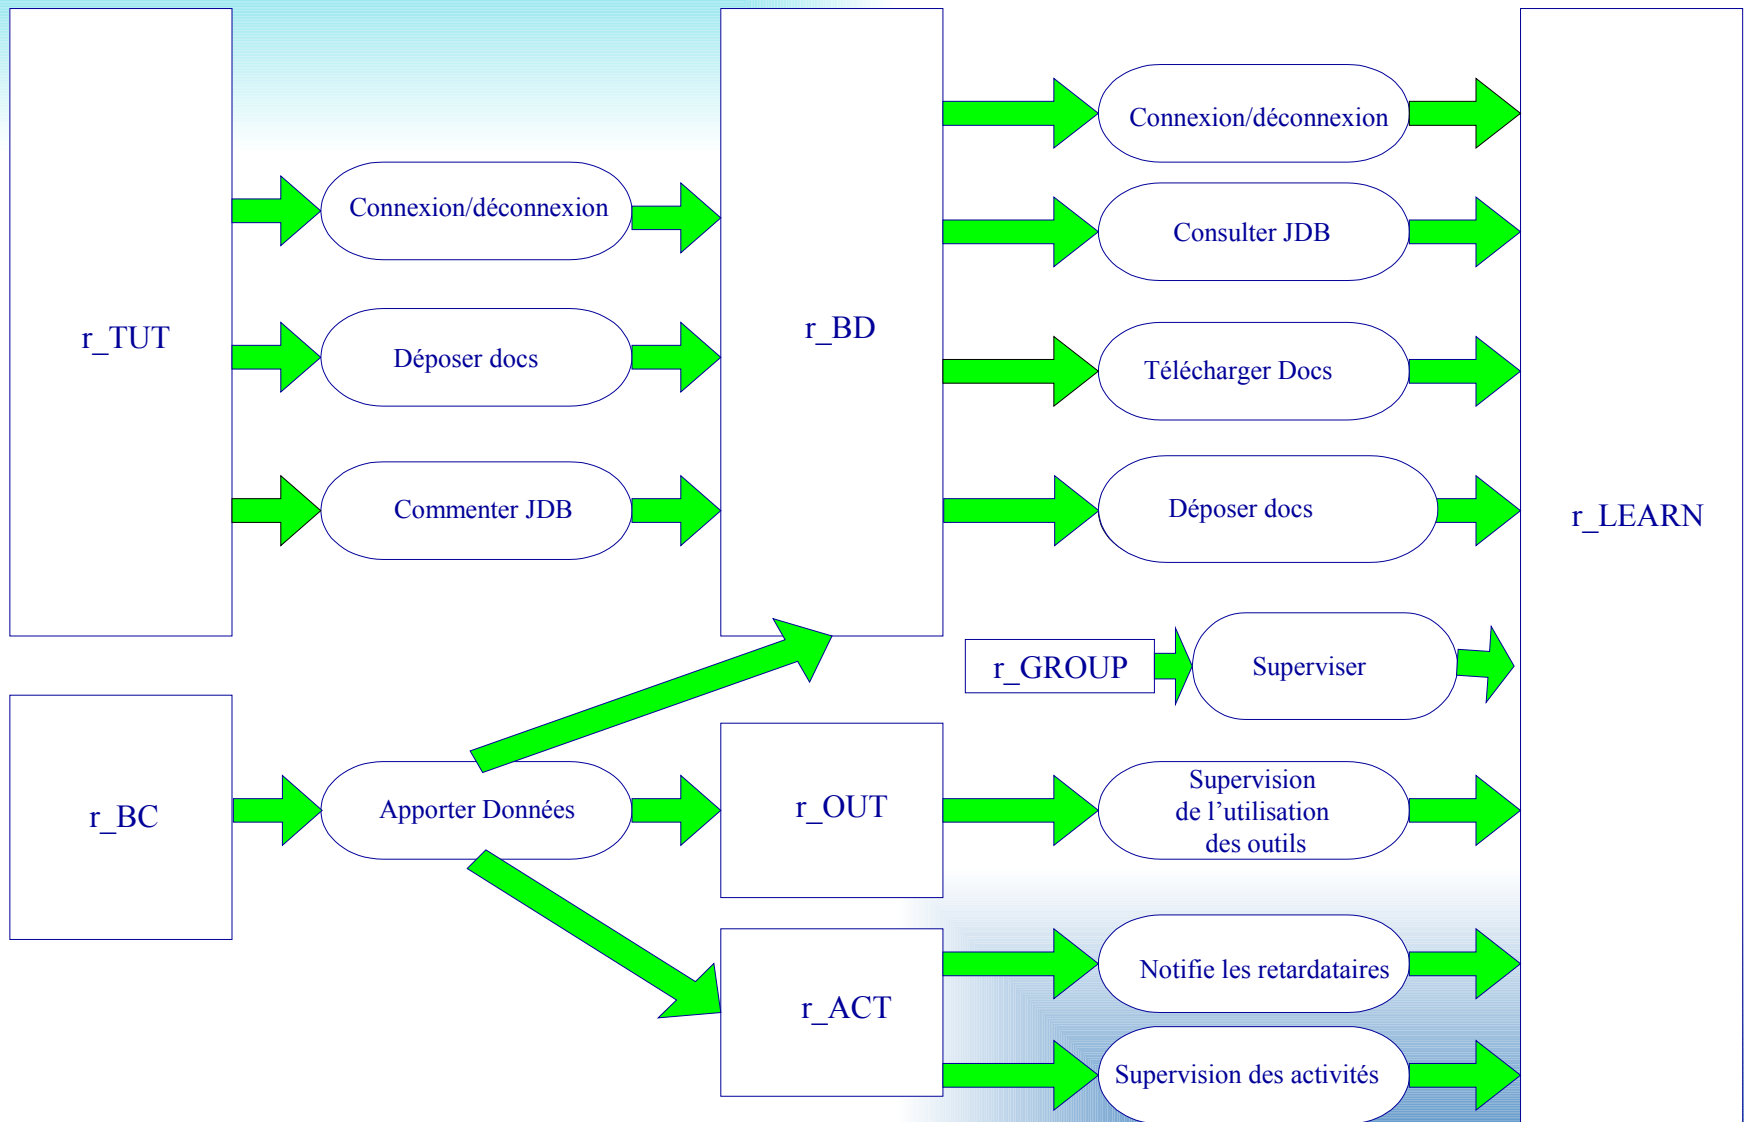 r_TUT
Connexion/déconnexion
Déposer docs
Commenter JDB
r_BD
Connexion/déconnexion
Consulter JDB
Télécharger Docs
Déposer docs
r_LEARN
r_GROUP
Superviser
r_BC
Apporter Données
r_OUT
Supervision
de l’utilisation
des outils
r_ACT
Notifie les retardataires
Supervision des activités